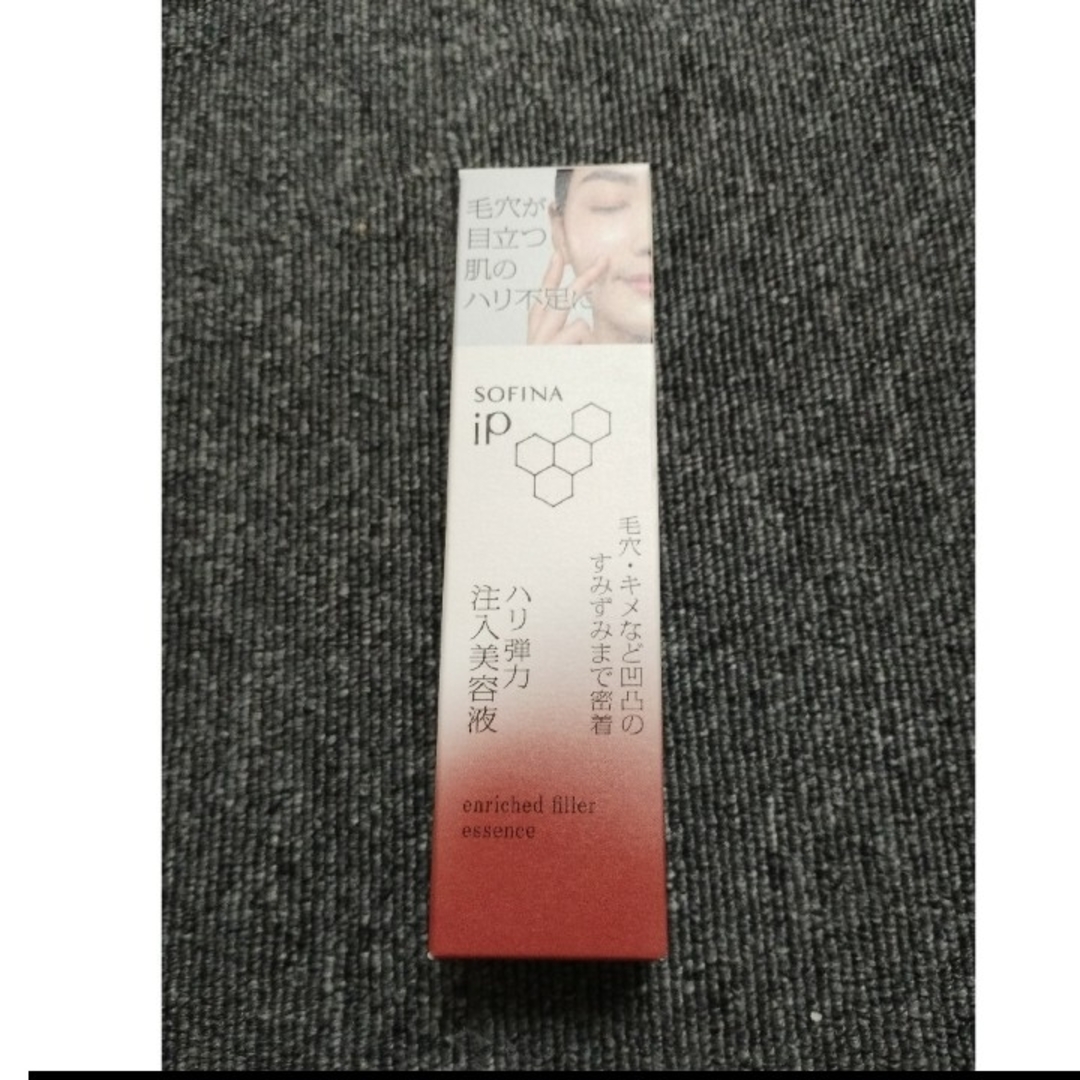 毛穴が
目立つ
肌の
ハリ不足に
SOFINA
iP
毛穴・キメなど凹凸の
すみずみまで密着
ハリ弾力
注入美容液
enriched filler
essence